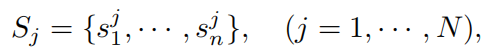 $S_j = \{s_1^j, \cdots, s_n^j\}, \quad (j = 1, \cdots, N),$